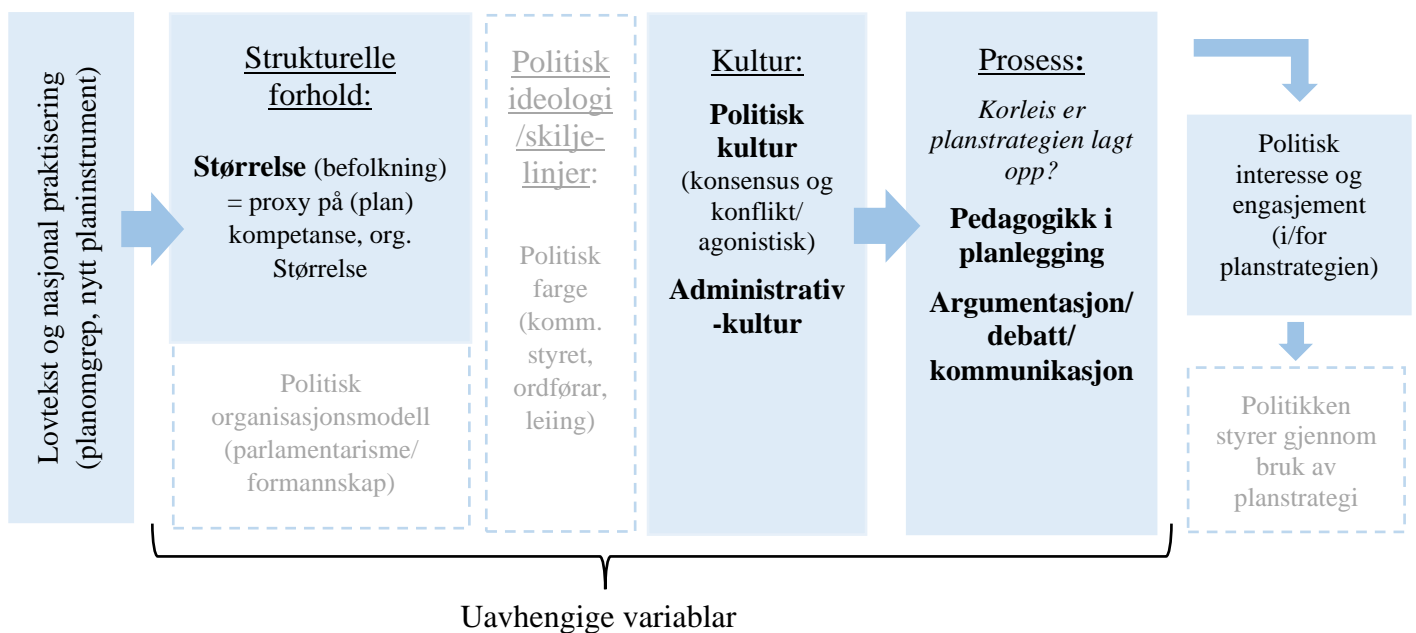 Lovtekst og nasjonal praktisering
(planomgrep, nytt planinstrument)
Strukturelle
forhold:
Størrelse (befolkning)
= proxy på (plan)
kompetanse, org.
Størrelse
Politisk
organisasjonsmodell
(parlamentarisme/
formannskap)
Politisk
ideologi
/skilje-
linjer:
Politisk
farge
(komm.
styret,
ordførar,
leiing)
Kultur:
Politisk
kultur
(konsensus og
konflikt/
agonistisk)
Administrativ
-kultur
Prosess:
Korleis er
planstrategien lagt
opp?
Pedagogikk i
planlegging
Argumentasjon/
debatt/
kommunikasjon
Politisk
interesse og
engasjement
(i/for
planstrategien)
Politikken
styrer gjennom
bruk av
planstrategi
Uavhengige variablar